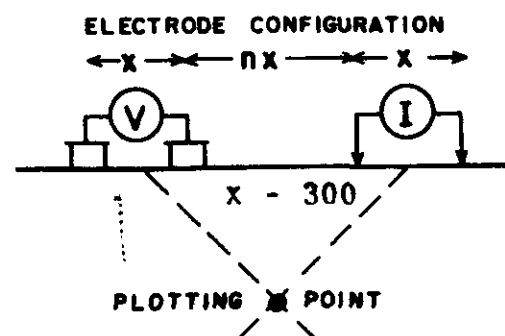 ELECTRODE CONFIGURATION
X nX X
V I
X - 300
PLOTTING POINT